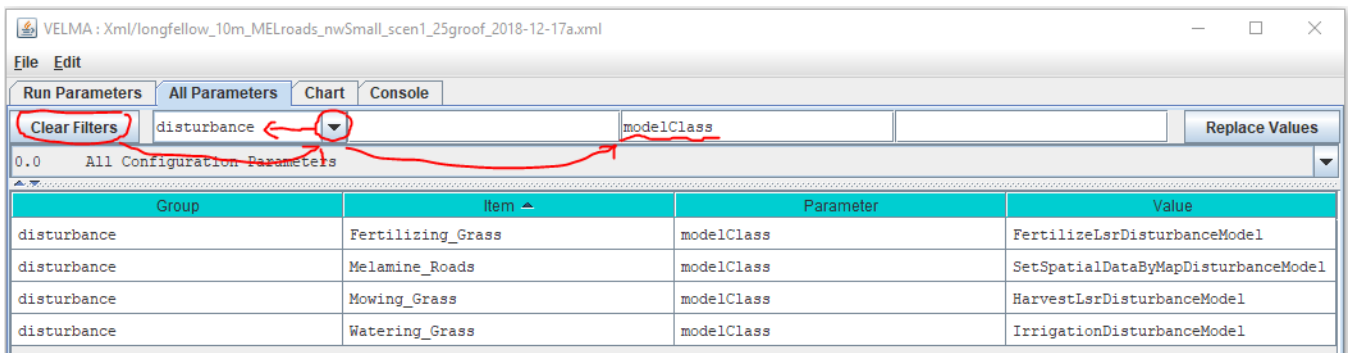 VELMA : Xml/longfellow_10m_MELroads_nwSmall_scen1_25groof_2018-12-17a.xml
File Edit
Run Parameters All Parameters Chart Console
Clear Filters disturbance modelClass Replace Values
0.0 All Configuration Parameters
Group Item Parameter Value
disturbance Fertilizing_Grass modelClass FertilizeLsrDisturbanceModel
disturbance Melamine_Roads modelClass SetSpatialDataByMapDisturbanceModel
disturbance Mowing_Grass modelClass HarvestLsrDisturbanceModel
disturbance Watering_Grass modelClass IrrigationDisturbanceModel